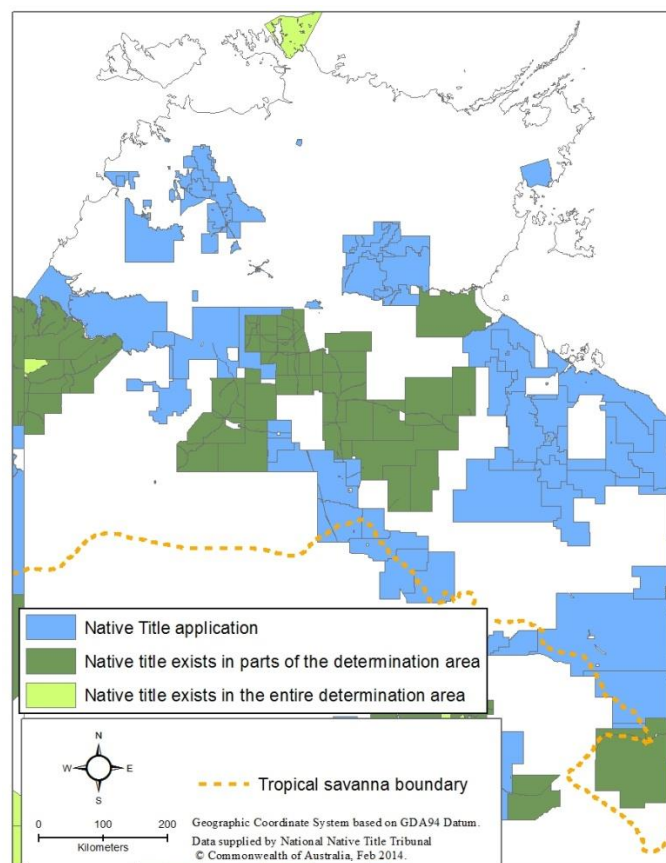 Native Title application
Native title exists in parts of the determination area
Native title exists in the entire determination area
N
W E
S
Tropical savanna boundary
0 100 200
Kilometers
Geographic Coordinate System based on GDA94 Datum.
Data supplied by National Native Title Tribunal
© Commonwealth of Australia, Feb 2014.